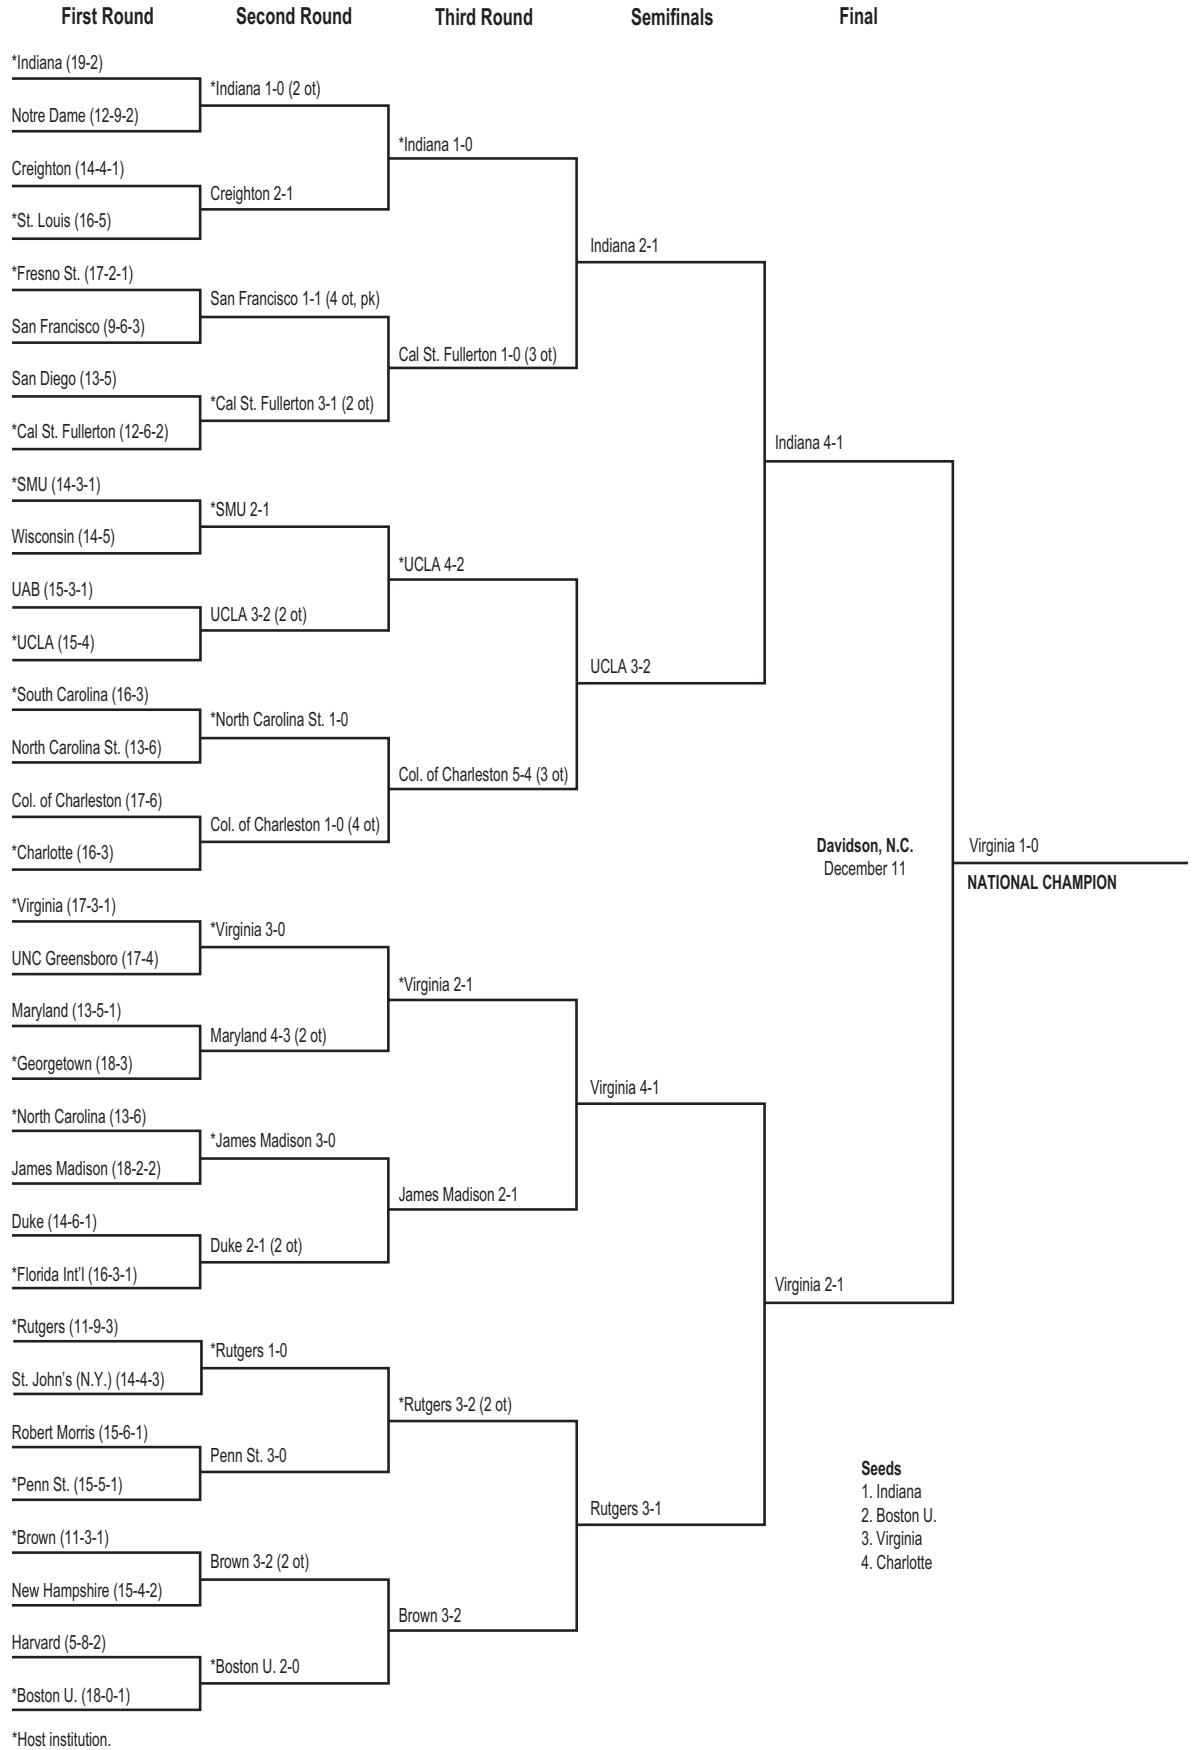 First Round Second Round Third Round Semifinals Final
*Indiana (19-2)
Notre Dame (12-9-2)
Creighton (14-4-1)
*St. Louis (16-5)
*Fresno St. (17-2-1)
San Francisco (9-6-3)
San Diego (13-5)
*Cal St. Fullerton (12-6-2)
*SMU (14-3-1)
Wisconsin (14-5)
UAB (15-3-1)
*UCLA (15-4)
*South Carolina (16-3)
North Carolina St. (13-6)
Col. of Charleston (17-6)
*Charlotte (16-3)
*Virginia (17-3-1)
UNC Greensboro (17-4)
Maryland (13-5-1)
*Georgetown (18-3)
*North Carolina (13-6)
James Madison (18-2-2)
Duke (14-6-1)
*Florida Int'l (16-3-1)
*Rutgers (11-9-3)
St. John's (N.Y.) (14-4-3)
Robert Morris (15-6-1)
*Penn St. (15-5-1)
*Brown (11-3-1)
New Hampshire (15-4-2)
Harvard (5-8-2)
*Boston U. (18-0-1)
*Indiana 1-0 (2 ot)
Creighton 2-1
San Francisco 1-1 (4 ot, pk)
*Cal St. Fullerton 3-1 (2 ot)
*SMU 2-1
UCLA 3-2 (2 ot)
*North Carolina St. 1-0
Col. of Charleston 1-0 (4 ot)
*Virginia 3-0
Maryland 4-3 (2 ot)
*James Madison 3-0
Duke 2-1 (2 ot)
*Rutgers 1-0
Penn St. 3-0
Brown 3-2 (2 ot)
*Boston U. 2-0
*Indiana 1-0
Cal St. Fullerton 1-0 (3 ot)
*UCLA 4-2
Col. of Charleston 5-4 (3 ot)
*Virginia 2-1
James Madison 2-1
*Rutgers 3-2 (2 ot)
Brown 3-2
Indiana 2-1
UCLA 3-2
Virginia 4-1
Rutgers 3-1
Indiana 4-1
Virginia 2-1
Davidson, N.C.
December 11
Virginia 1-0
NATIONAL CHAMPION
Seeds
1. Indiana
2. Boston U.
3. Virginia
4. Charlotte
*Host institution.